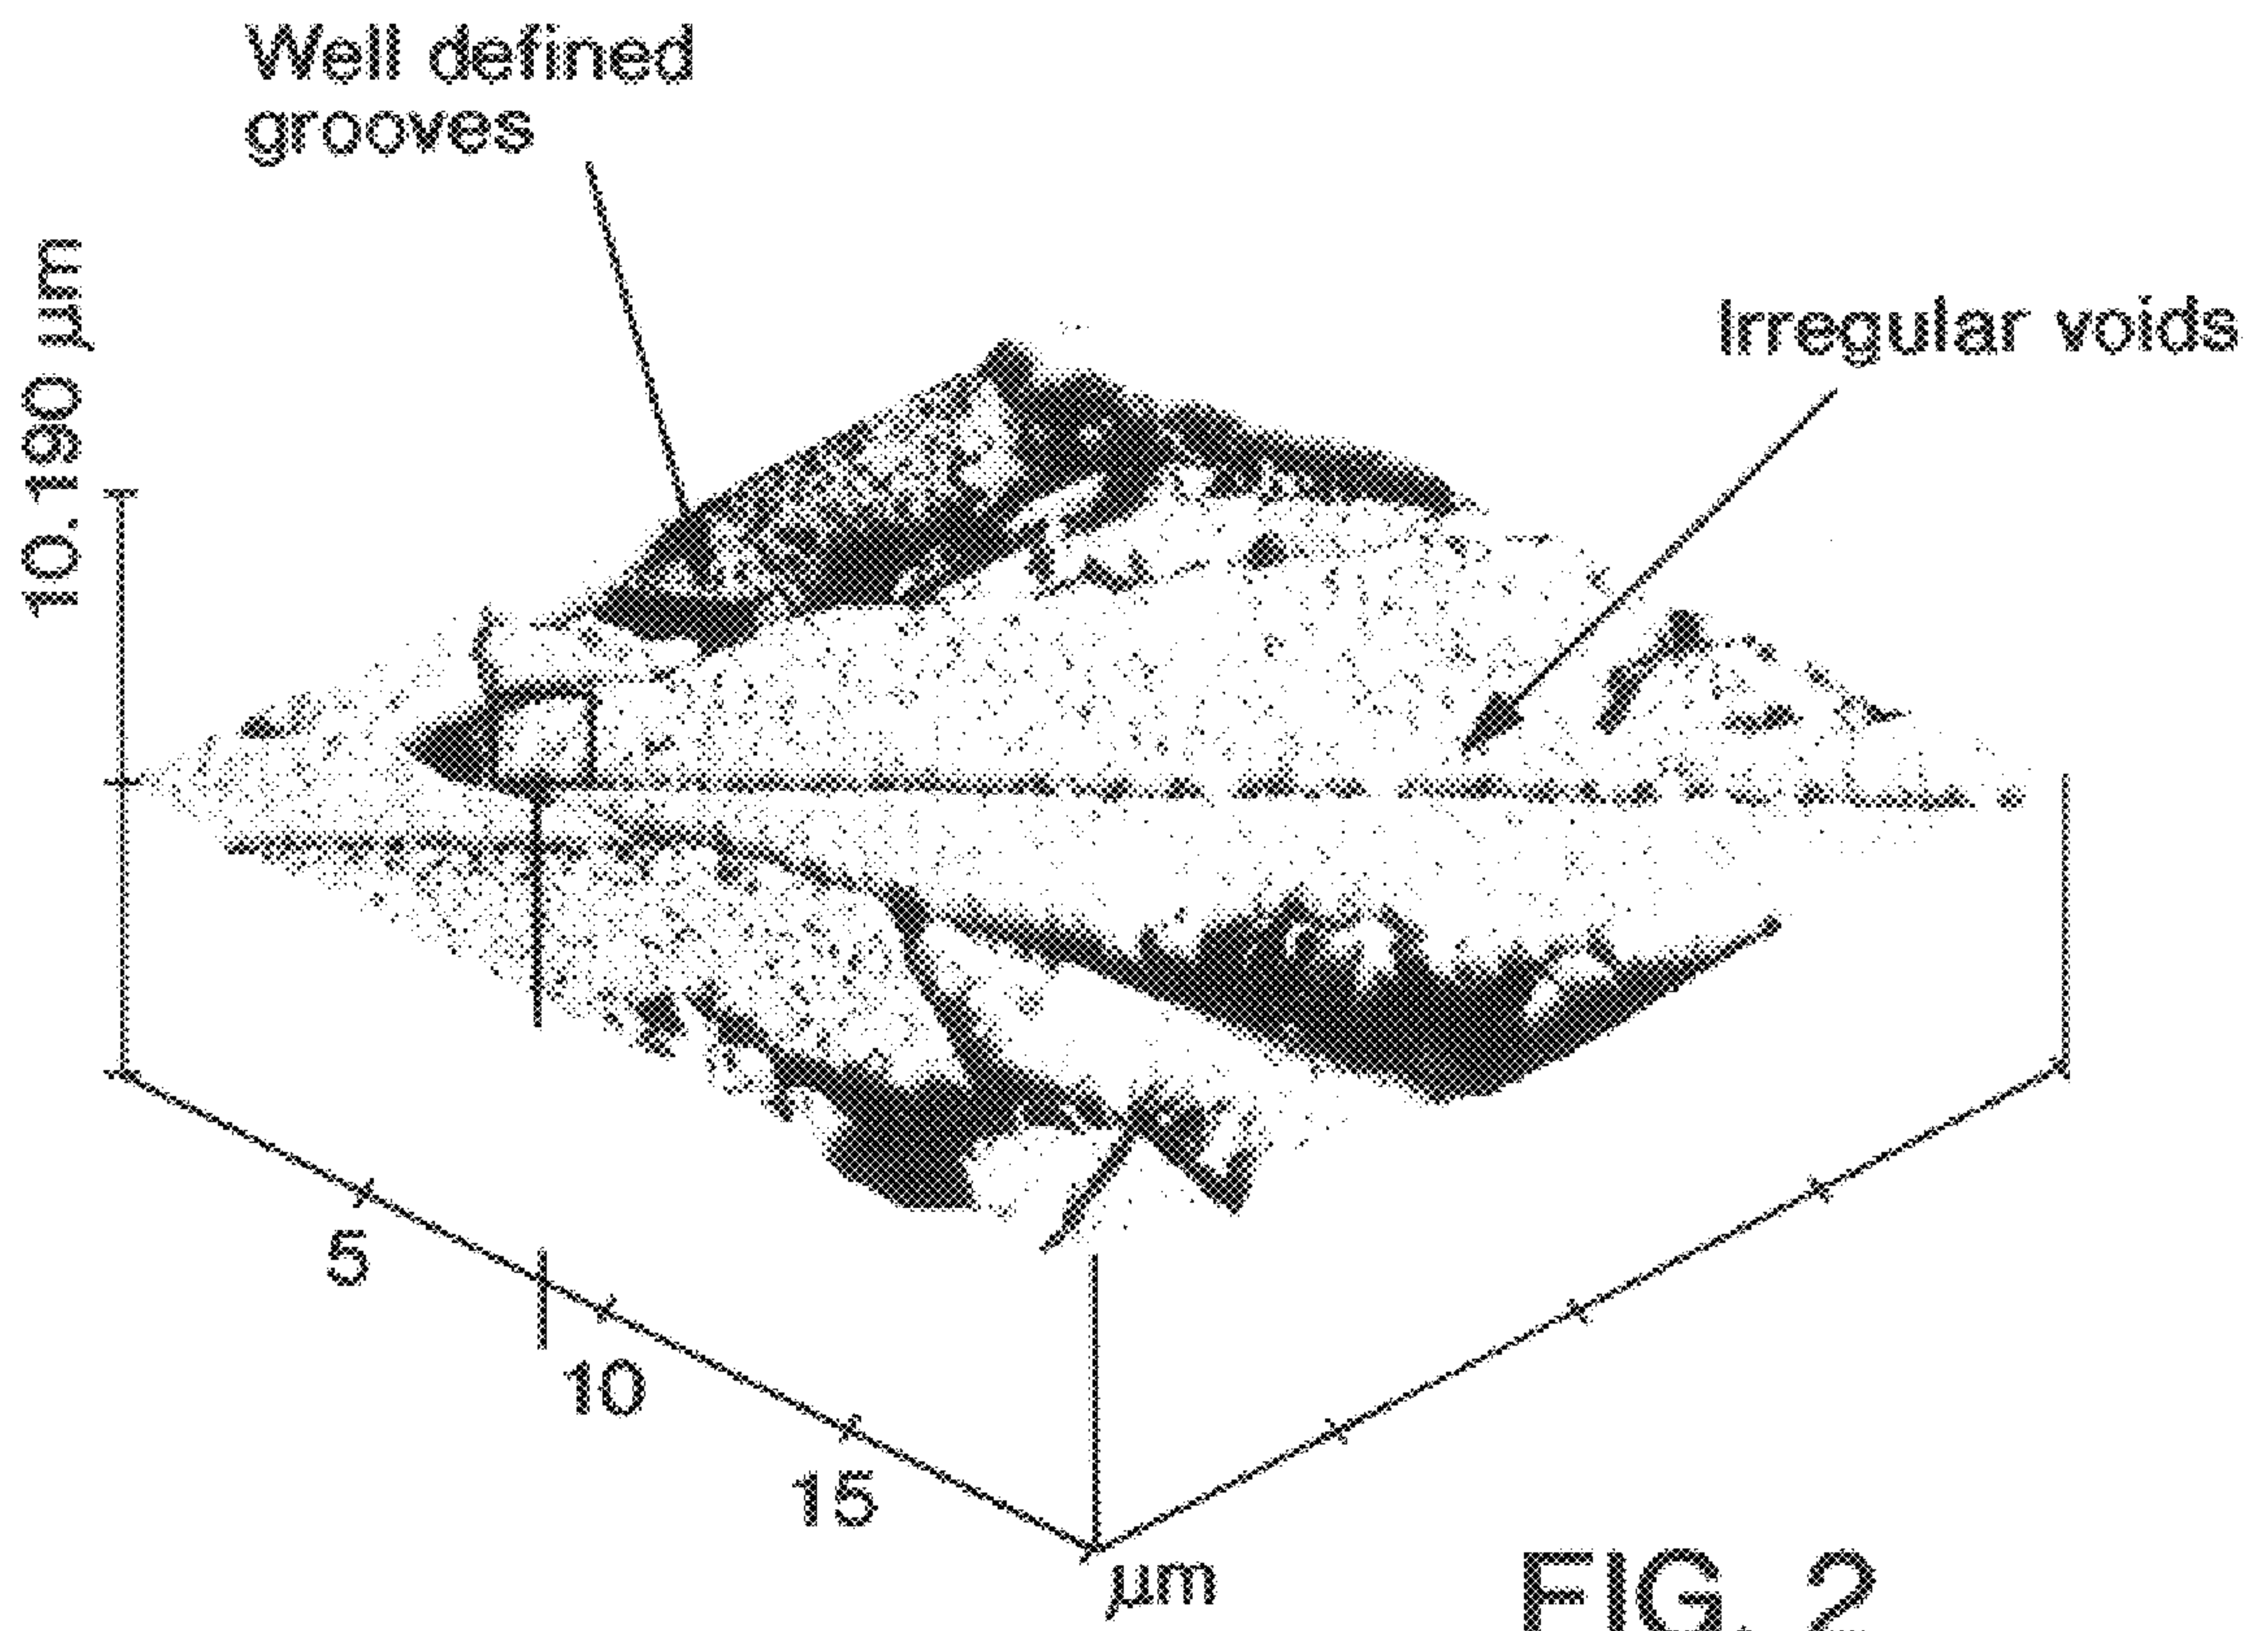 Well defined
grooves
Irregular voids
10.190 µm
5
10
15
µm
FIG. 2